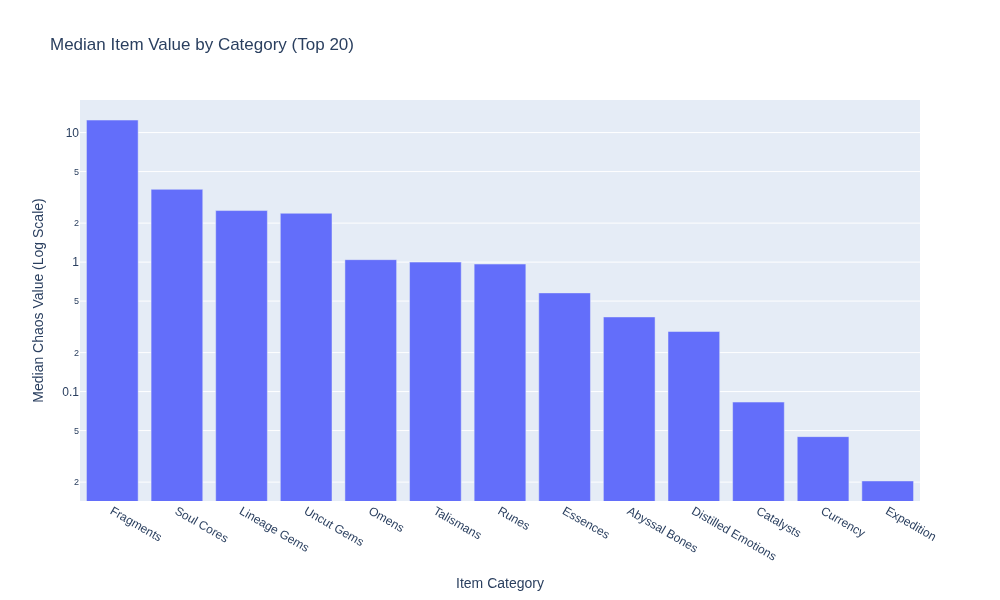 Median Item Value by Category (Top 20)
Median Chaos Value (Log Scale)
10
5
2
1
5
2
0.1
5
2
Fragments
Soul Cores
Lineage Gems
Uncut Gems
Omens
Talismans
Runes
Essences
Abyssal Bones
Distilled Emotions
Catalysts
Currency
Expedition
Item Category